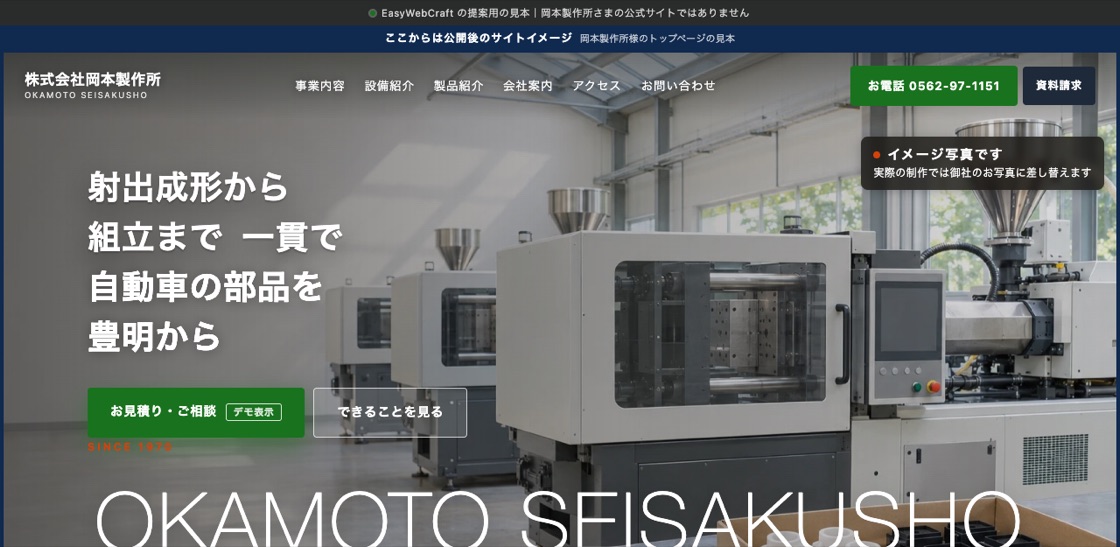 EasyWebCraft の提案用の見本｜岡本製作所さまの公式サイトではありません
ここからは公開後のサイトイメージ 岡本製作所様のトップページの見本
株式会社岡本製作所
OKAMOTO SEISAKUSHO
事業内容 設備紹介 製品紹介 会社案内 アクセス お問い合わせ
お電話 0562-97-1151
資料請求
イメージ写真です
実際の制作では御社のお写真に差し替えます
射出成形から
組立まで 一貫で
自動車の部品を
豊明から
お見積り・ご相談 デモ表示
できることを見る
SINCE
OKAMOTO SEISAKUSHO